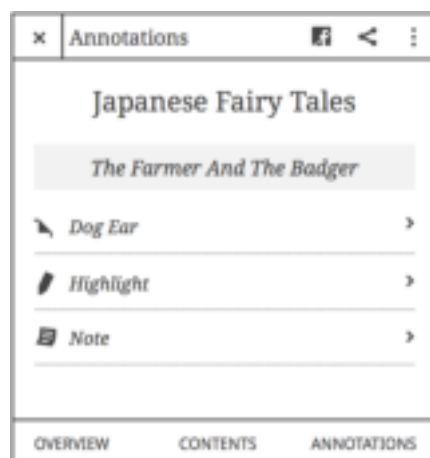 Annotations
Japanese Fairy Tales
The Farmer And The Badger
Dog Ear
Highlight
Note
OVERVIEW CONTENTS ANNOTATIONS